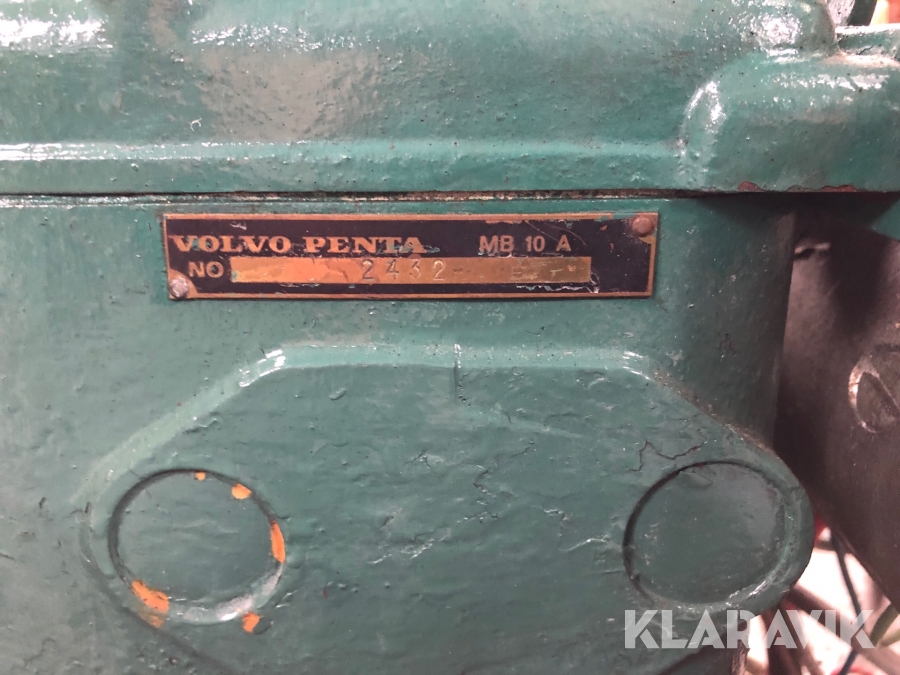 VOLVO PENTA MB 10 A
NO 2432
KLARAVIK